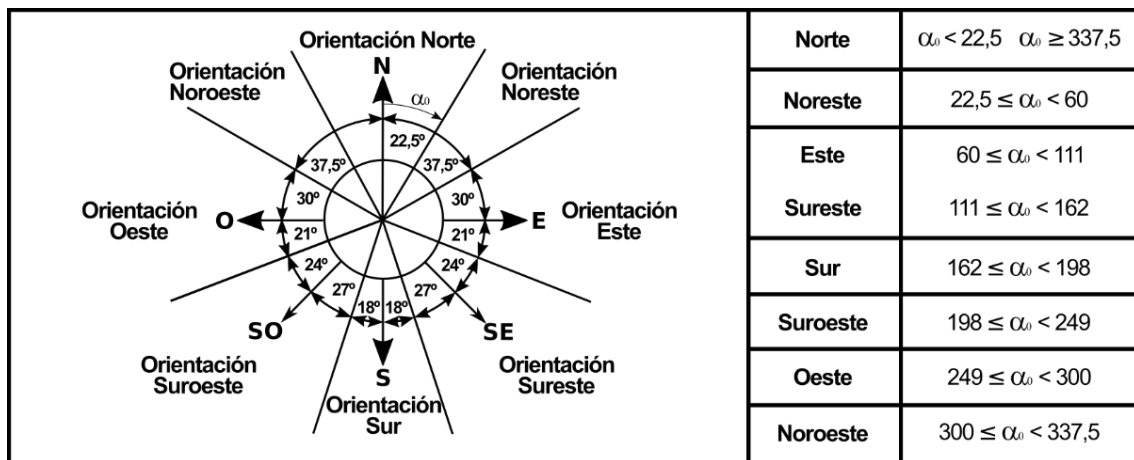 Orientación Norte
N
Orientación
Noroeste
Orientación
Noreste
α₀
22,5º
37,5º
37,5º
30º
30º
Orientación
Oeste
O
E
Orientación
Este
21º
21º
24º
24º
27º
27º
18º
18º
SO
SE
S
Orientación
Suroeste
Orientación
Sureste
Orientación
Sur
Norte α₀ < 22,5 α₀ ≥ 337,5
Noreste 22,5 ≤ α₀ < 60
Este 60 ≤ α₀ < 111
Sureste 111 ≤ α₀ < 162
Sur 162 ≤ α₀ < 198
Suroeste 198 ≤ α₀ < 249
Oeste 249 ≤ α₀ < 300
Noroeste 300 ≤ α₀ < 337,5